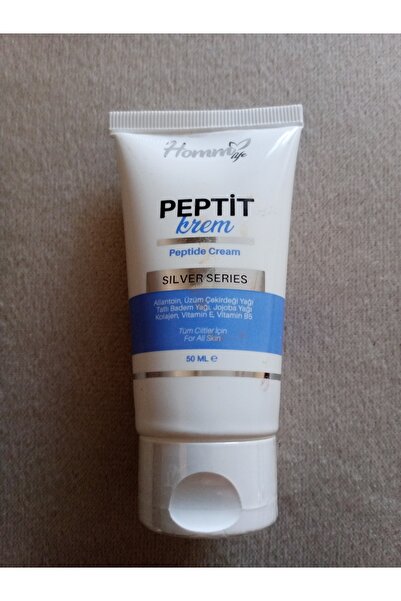 Homm life
PEPTİT
krem
Peptide Cream
SILVER SERIES
Allantoin, Üzüm Çekirdeği Yağı
Tatlı Badem Yağı, Jojoba Yağı
Kolajen, Vitamin E, Vitamin B5
Tüm Ciltler İçin
For All Skin
50 ML ℮